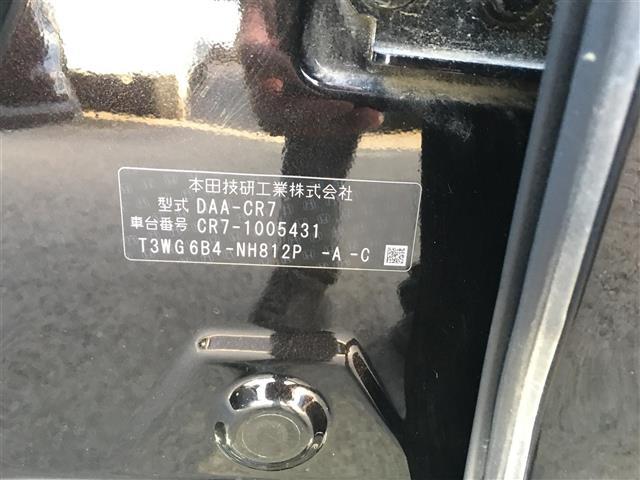 本田技研工業株式会社
型式 DAA-CR7
車台番号 CR7-1005431
T3WG6B4-NH812P -A-C